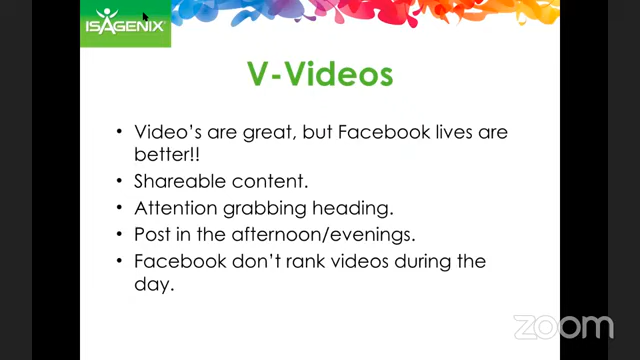 ISAGENIX
V-Videos
• Video's are great, but Facebook lives are
better!!
• Shareable content.
• Attention grabbing heading.
• Post in the afternoon/evenings.
• Facebook don't rank videos during the
day.
zoom